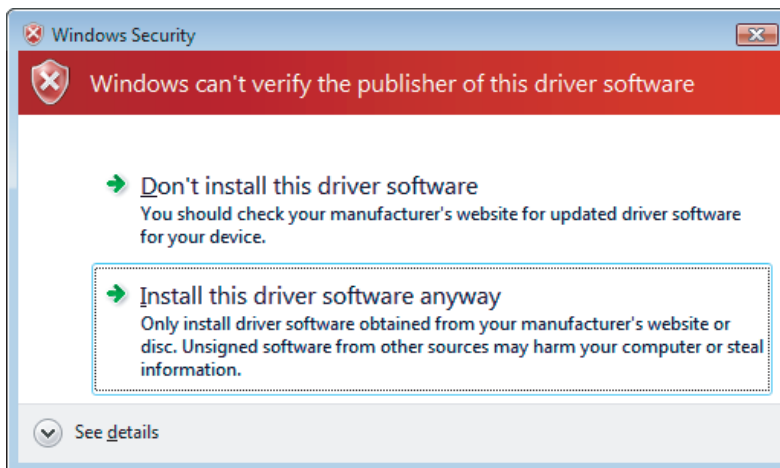 Windows Security
Windows can't verify the publisher of this driver software
Don't install this driver software
You should check your manufacturer's website for updated driver software
for your device.
Install this driver software anyway
Only install driver software obtained from your manufacturer's website or
disc. Unsigned software from other sources may harm your computer or steal
information.
See details